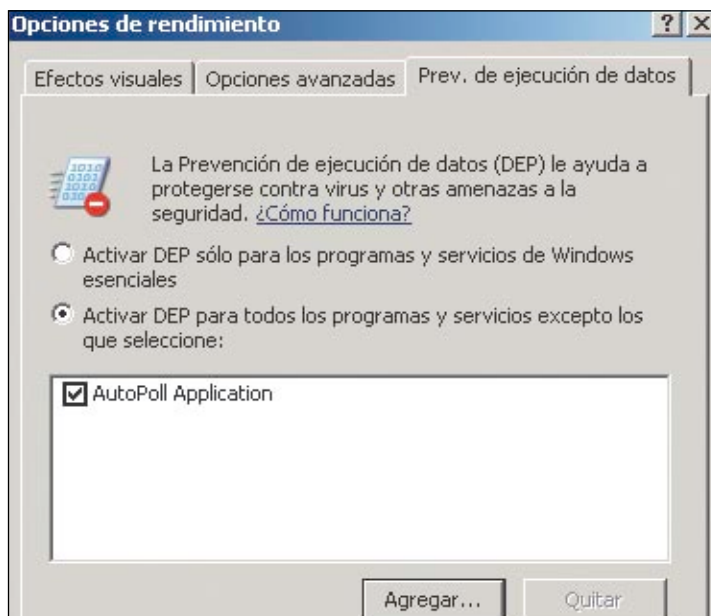 Opciones de rendimiento
Efectos visuales
Opciones avanzadas
Prev. de ejecución de datos
La Prevención de ejecución de datos (DEP) le ayuda a
protegerse contra virus y otras amenazas a la
seguridad. ¿Cómo funciona?
Activar DEP sólo para los programas y servicios de Windows
esenciales
Activar DEP para todos los programas y servicios excepto los
que seleccione:
AutoPoll Application
Agregar...
Quitar